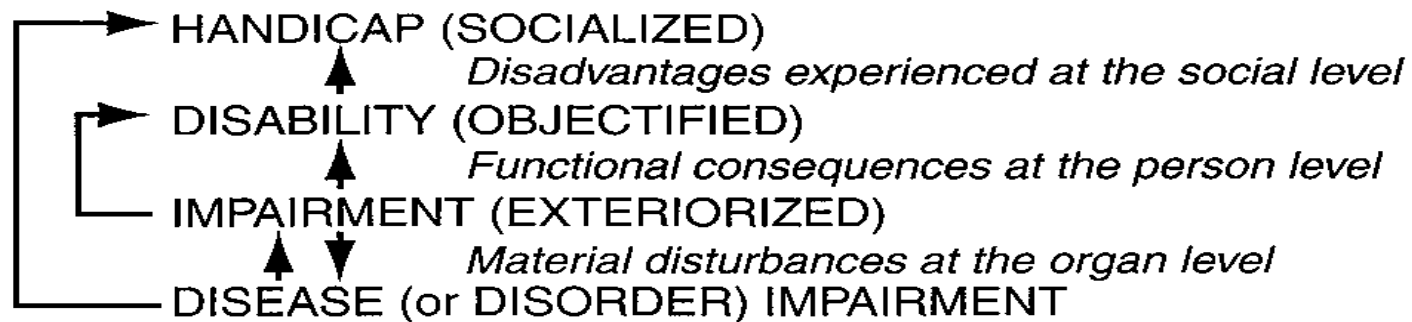 HANDICAP (SOCIALIZED)
Disadvantages experienced at the social level
DISABILITY (OBJECTIFIED)
Functional consequences at the person level
IMPAIRMENT (EXTERIORIZED)
Material disturbances at the organ level
DISEASE (or DISORDER) IMPAIRMENT